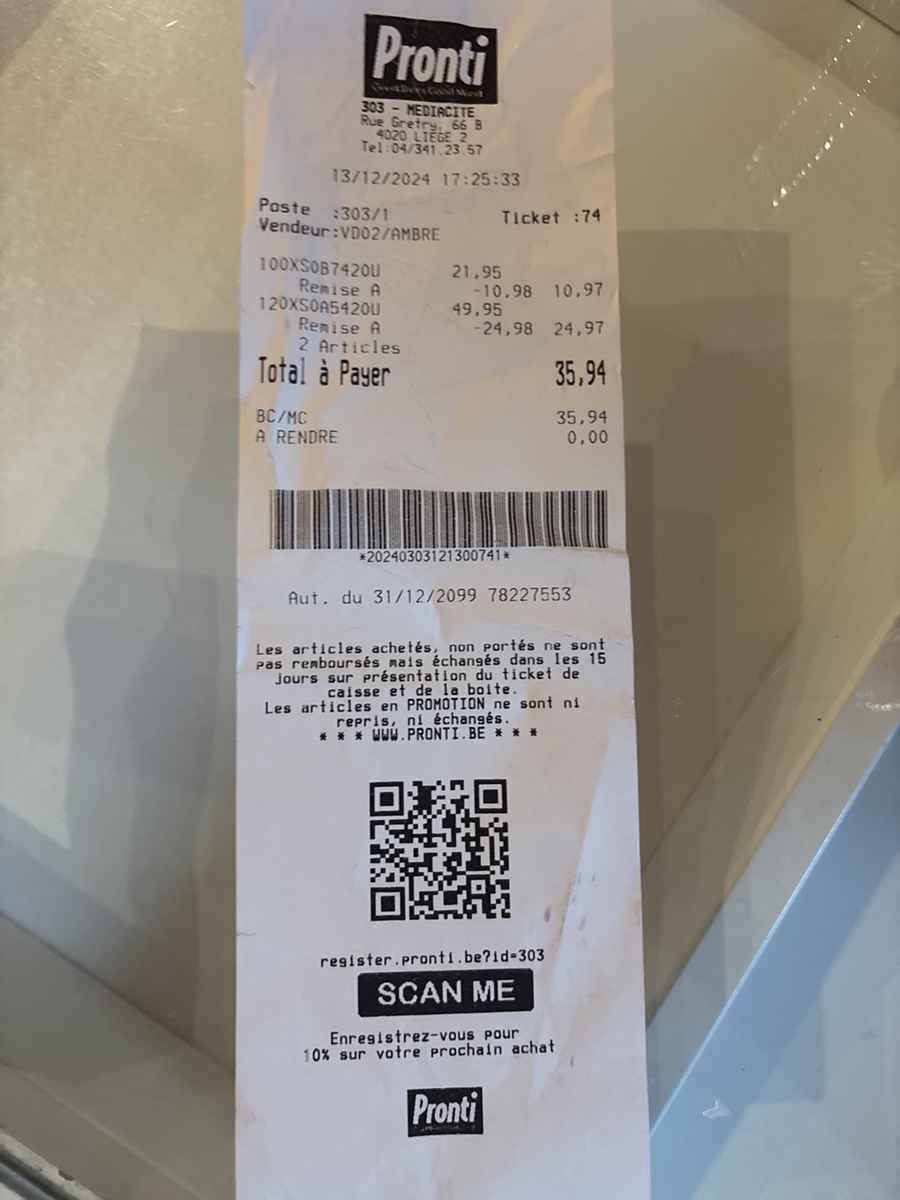 Pronti
303 - MEDIACITE
Rue Gretry, 66 B
4020 LIEGE 2
Tel:04/341.23.57
13/12/2024 17:25:33
Poste :303/1 Ticket :74
Vendeur:VD02/AMBRE
100XSOB7420U 21,95
Remise A -10,98 10,97
120XSOA5420U 49,95
Remise A -24,98 24,97
2 Articles
Total à Payer 35,94
BC/MC 35,94
A RENDRE 0,00
*20240303121300741*
Aut. du 31/12/2099 78227553
Les articles achetés, non portés ne sont
pas remboursés mais échangés dans les 15
jours sur présentation du ticket de
caisse et de la boite.
Les articles en PROMOTION ne sont ni
repris, ni échangés.
* * * WWW.PRONTI.BE * * *
register.pronti.be?id=303
SCAN ME
Enregistrez-vous pour
10% sur votre prochain achat
Pronti